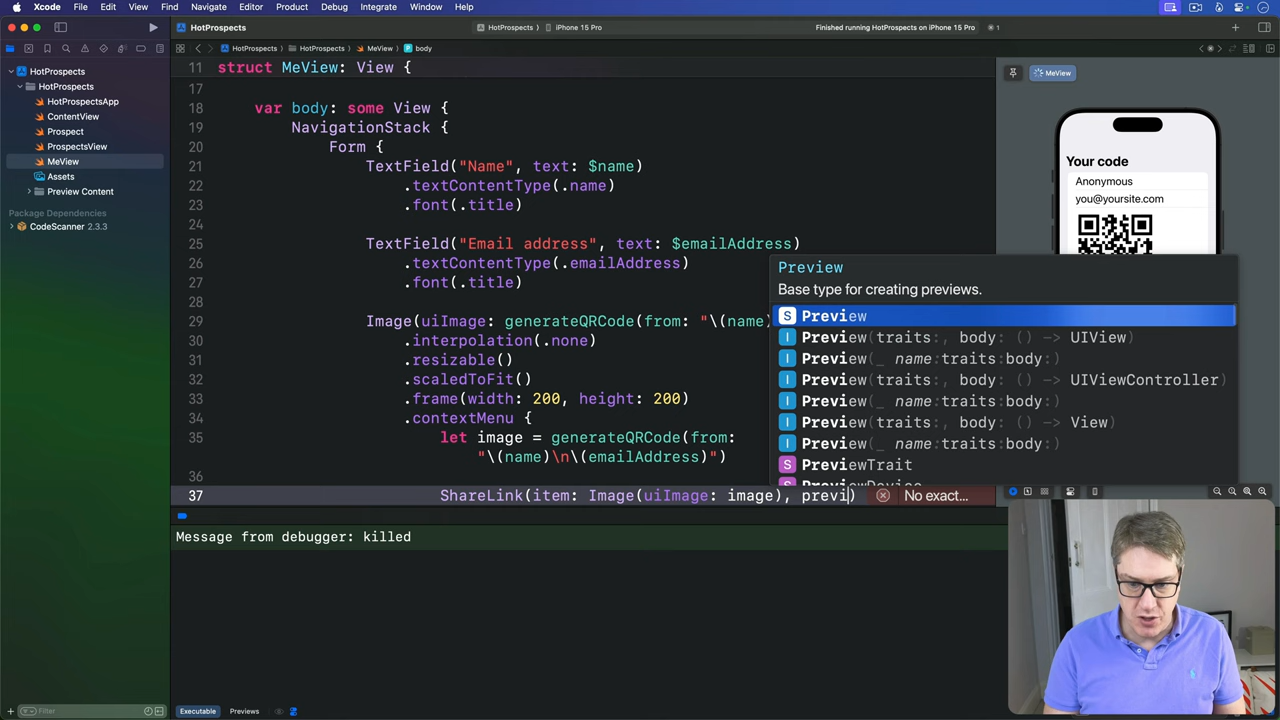 Xcode File Edit View Find Navigate Editor Product Debug Integrate Window Help
HotProspects
HotProspects › iPhone 15 Pro
Finished running HotProspects on iPhone 15 Pro
1
HotProspects › HotProspects › MeView › body
HotProspects
HotProspects
HotProspectsApp
ContentView
Prospect
ProspectsView
MeView
Assets
Preview Content
Package Dependencies
CodeScanner 2.3.3
Filter
11 struct MeView: View {
17
18 var body: some View {
19 NavigationStack {
20 Form {
21 TextField("Name", text: $name)
22 .textContentType(.name)
23 .font(.title)
24
25 TextField("Email address", text: $emailAddress)
26 .textContentType(.emailAddress)
27 .font(.title)
28
29 Image(uiImage: generateQRCode(from: "\(name)
30 .interpolation(.none)
31 .resizable()
32 .scaledToFit()
33 .frame(width: 200, height: 200)
34 .contextMenu {
35 let image = generateQRCode(from:
"\(name)\n\(emailAddress)")
36
37 ShareLink(item: Image(uiImage: image), previ)
No exact…
Preview
Base type for creating previews.
S Preview
I Preview(traits:, body: () -> UIView)
I Preview(_ name:traits:body:)
I Preview(traits:, body: () -> UIViewController)
I Preview(_ name:traits:body:)
I Preview(traits:, body: () -> View)
I Preview(_ name:traits:body:)
S PreviewTrait
S PreviewDevice
MeView
Your code
Anonymous
you@yoursite.com
Message from debugger: killed
Executable Previews